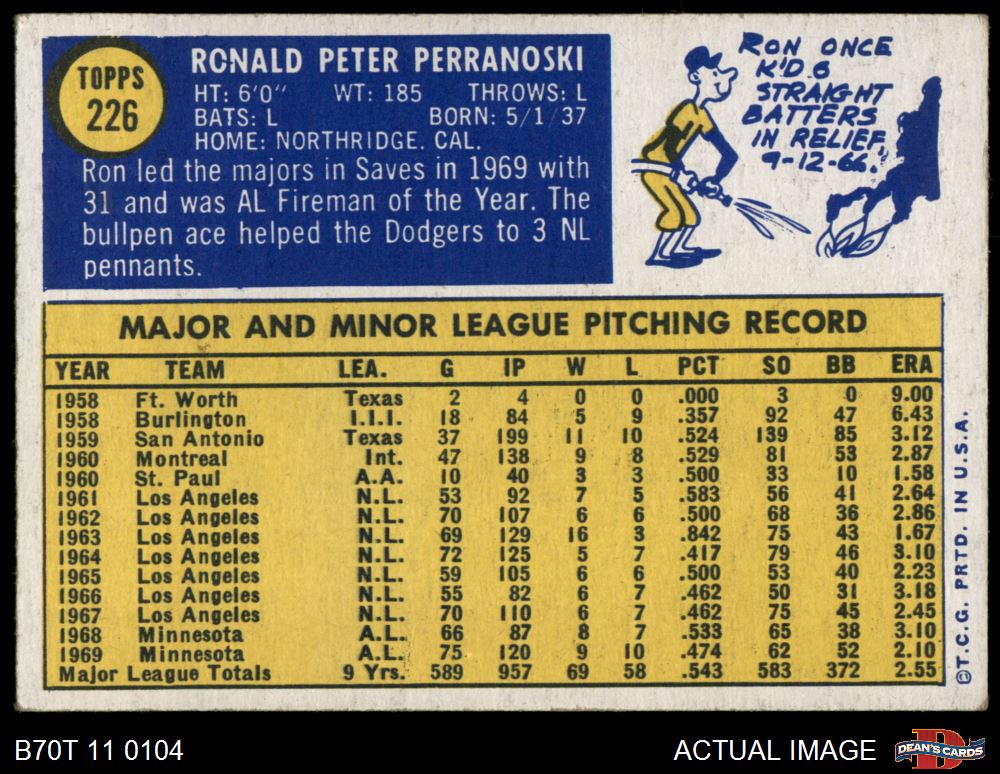 TOPPS
226
RONALD PETER PERRANOSKI
HT: 6'0" WT: 185 THROWS: L
BATS: L BORN: 5/1/37
HOME: NORTHRIDGE, CAL.
Ron led the majors in Saves in 1969 with
31 and was AL Fireman of the Year. The
bullpen ace helped the Dodgers to 3 NL
pennants.
RON ONCE
K'D 6
STRAIGHT
BATTERS
IN RELIEF,
9-12-66.
MAJOR AND MINOR LEAGUE PITCHING RECORD
YEAR TEAM LEA. G IP W L PCT SO BB ERA
1958 Ft. Worth Texas 2 4 0 0 .000 3 0 9.00
1958 Burlington I.I.I. 18 84 5 9 .357 92 47 6.43
1959 San Antonio Texas 37 199 11 10 .524 139 85 3.12
1960 Montreal Int. 47 138 9 8 .529 81 53 2.87
1960 St. Paul A.A. 10 40 3 3 .500 33 10 1.58
1961 Los Angeles N.L. 53 92 7 5 .583 56 41 2.64
1962 Los Angeles N.L. 70 107 6 6 .500 68 36 2.86
1963 Los Angeles N.L. 69 129 16 3 .842 75 43 1.67
1964 Los Angeles N.L. 72 125 5 7 .417 79 46 3.10
1965 Los Angeles N.L. 59 105 6 6 .500 53 40 2.23
1966 Los Angeles N.L. 55 82 6 7 .462 50 31 3.18
1967 Los Angeles N.L. 70 110 6 7 .462 75 45 2.45
1968 Minnesota A.L. 66 87 8 7 .533 65 38 3.10
1969 Minnesota A.L. 75 120 9 10 .474 62 52 2.10
Major League Totals 9 Yrs. 589 957 69 58 .543 583 372 2.55
©T.C.G. PRTD. IN U.S.A.
B70T 11 0104
ACTUAL IMAGE
D
DEAN'S CARDS